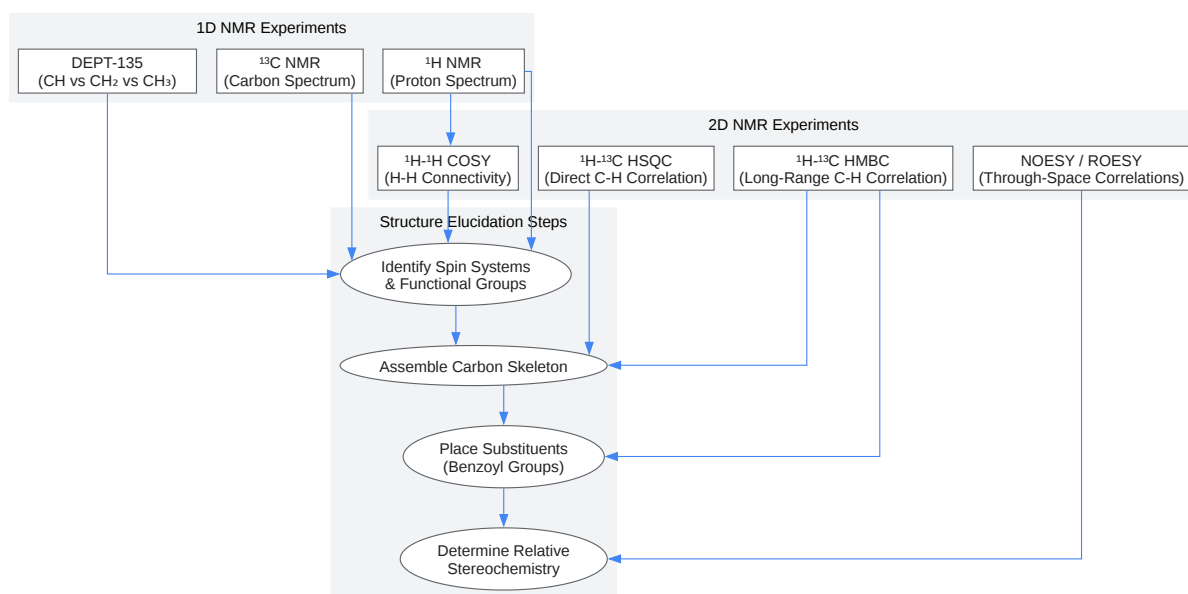 1D NMR Experiments
DEPT-135
(CH vs CH₂ vs CH₃)
¹³C NMR
(Carbon Spectrum)
¹H NMR
(Proton Spectrum)
2D NMR Experiments
¹H-¹H COSY
(H-H Connectivity)
¹H-¹³C HSQC
(Direct C-H Correlation)
¹H-¹³C HMBC
(Long-Range C-H Correlation)
NOESY / ROESY
(Through-Space Correlations)
Structure Elucidation Steps
Identify Spin Systems
& Functional Groups
Assemble Carbon Skeleton
Place Substituents
(Benzoyl Groups)
Determine Relative
Stereochemistry